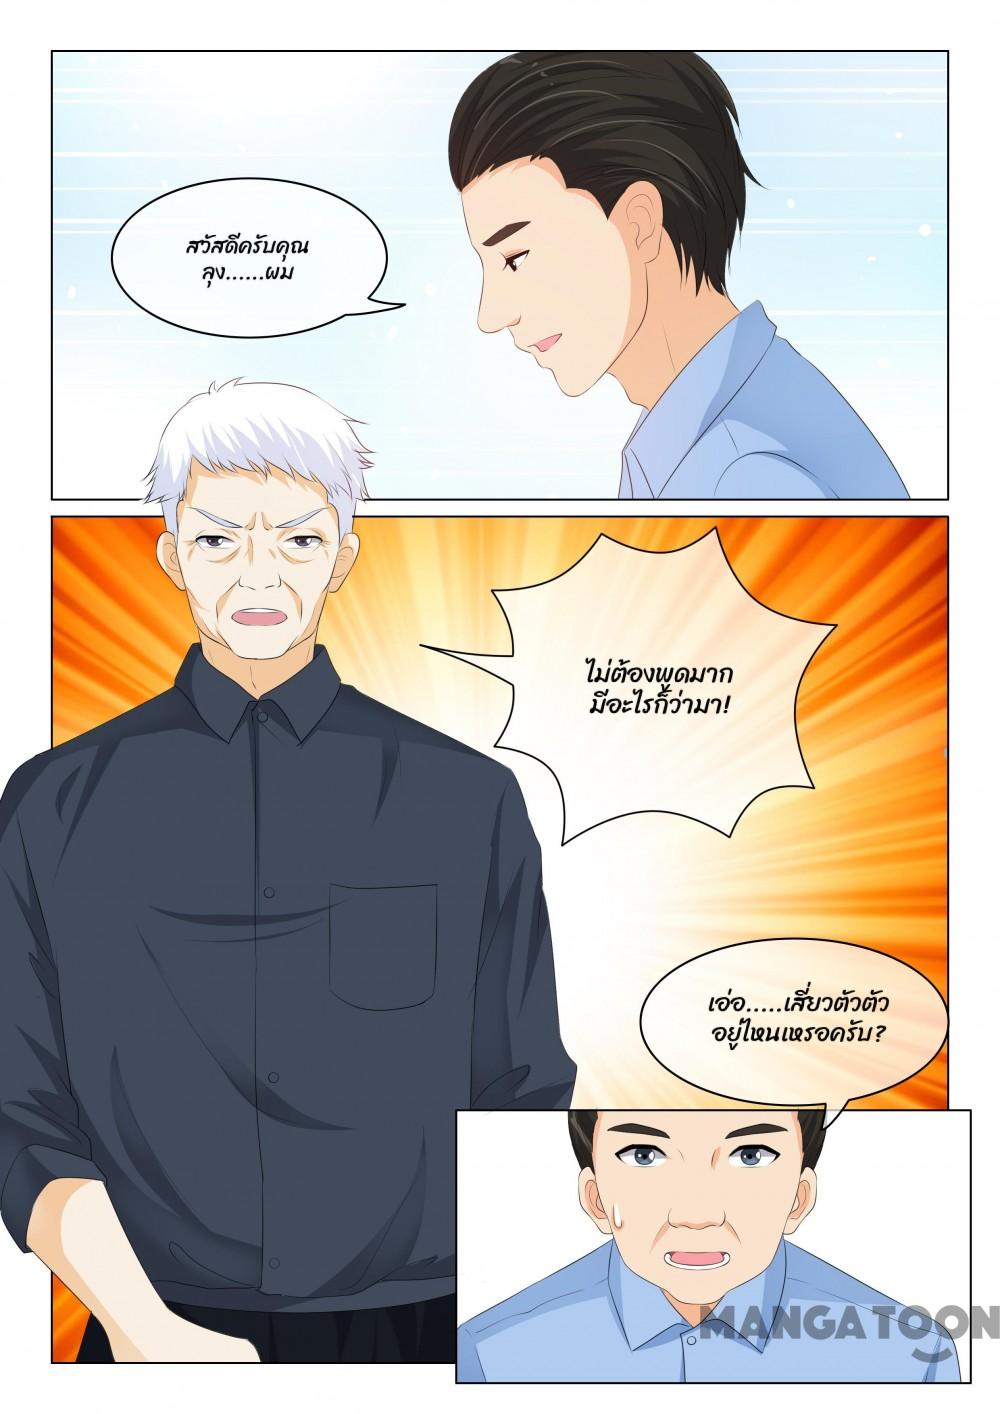 สวัสดีครับคุณ
ลุง......ผม
ไม่ต้องพูดมาก
มีอะไรก็ว่ามา!
เอ่อ.....เสี่ยวตัวตัว
อยู่ไหนเหรอครับ?
MANGATOON